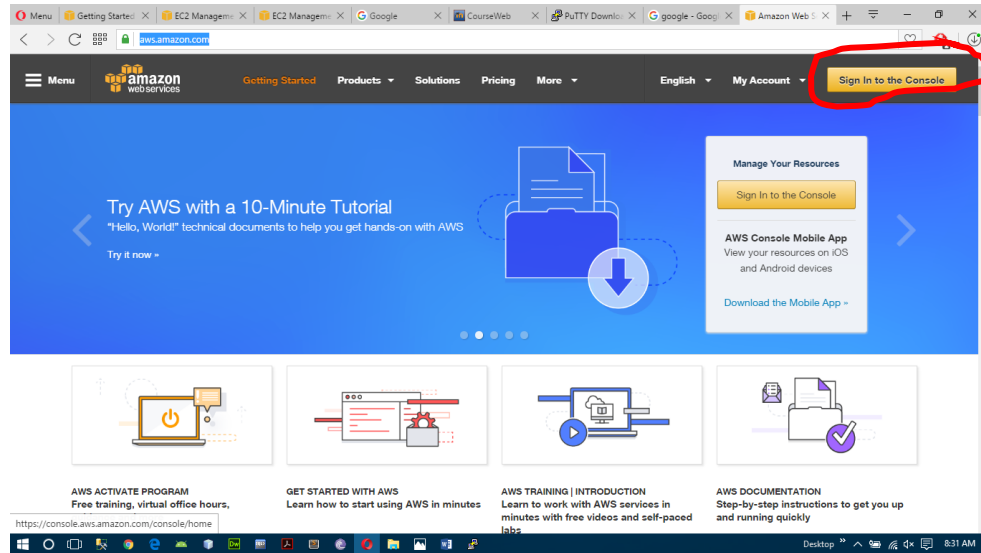 Menu
Getting Started
EC2 Manageme
EC2 Manageme
Google
CourseWeb
PuTTY Downloa
google - Goog
Amazon Web S
aws.amazon.com
Menu
amazon
webservices
Getting Started
Products
Solutions
Pricing
More
English
My Account
Sign In to the Console
Try AWS with a 10-Minute Tutorial
"Hello, World!" technical documents to help you get hands-on with AWS
Try it now »
Manage Your Resources
Sign In to the Console
AWS Console Mobile App
View your resources on iOS
and Android devices
Download the Mobile App »
AWS ACTIVATE PROGRAM
Free training, virtual office hours,
GET STARTED WITH AWS
Learn how to start using AWS in minutes
AWS TRAINING | INTRODUCTION
Learn to work with AWS services in
minutes with free videos and self-paced
labs
AWS DOCUMENTATION
Step-by-step instructions to get you up
and running quickly
https://console.aws.amazon.com/console/home
Desktop
8:31 AM